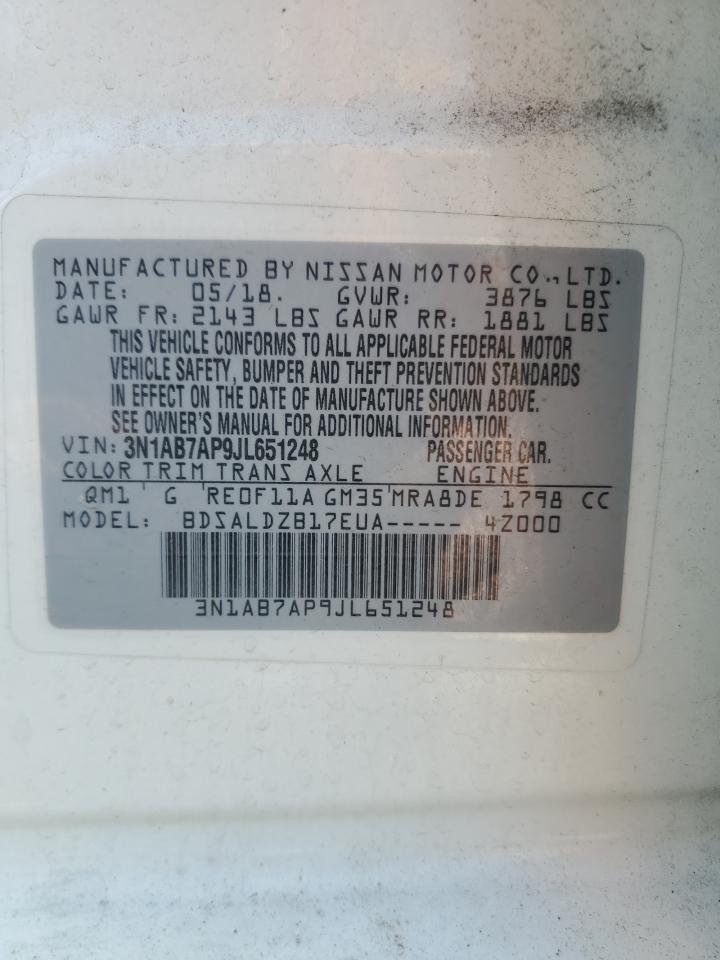 MANUFACTURED BY NISSAN MOTOR CO.,LTD.
DATE: 05/18. GVWR: 3876 LBS
GAWR FR: 2143 LBS GAWR RR: 1881 LBS
THIS VEHICLE CONFORMS TO ALL APPLICABLE FEDERAL MOTOR
VEHICLE SAFETY, BUMPER AND THEFT PREVENTION STANDARDS
IN EFFECT ON THE DATE OF MANUFACTURE SHOWN ABOVE.
SEE OWNER'S MANUAL FOR ADDITIONAL INFORMATION.
VIN: 3N1AB7AP9JL651248 PASSENGER CAR.
COLOR TRIM TRANS AXLE ENGINE
QM1 G RE0F11A GM35 MRA8DE 1798 CC
MODEL: BDSALDZB17EUA----- 4Z000
3N1AB7AP9JL651248